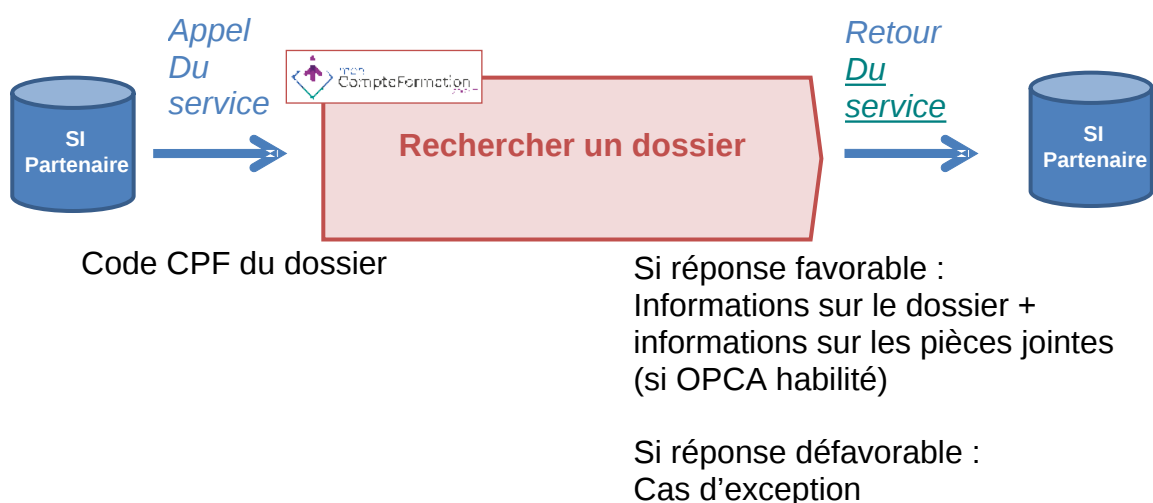 Appel
Du
service
mon
CompteFormation
Retour
Du
service
SI
Partenaire
Rechercher un dossier
SI
Partenaire
Code CPF du dossier
Si réponse favorable :
Informations sur le dossier +
informations sur les pièces jointes
(si OPCA habilité)
Si réponse défavorable :
Cas d’exception